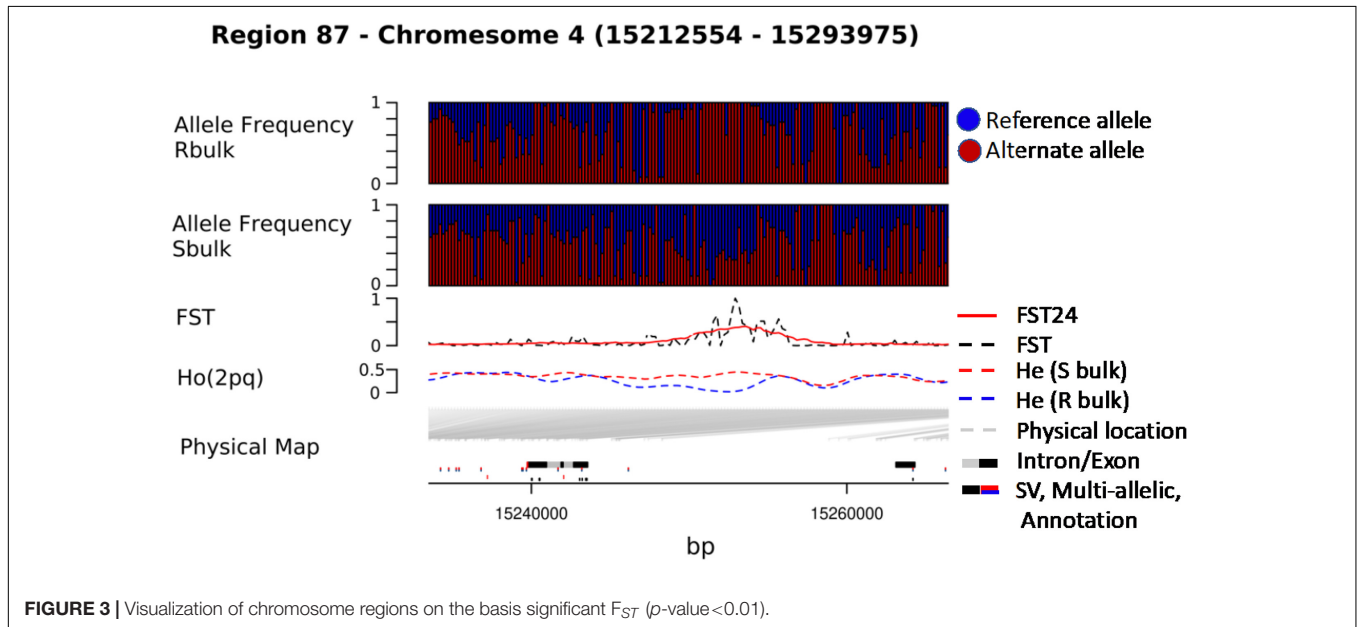 Region 87 - Chromesome 4 (15212554 - 15293975)
Allele Frequency
Rbulk
1
0
Reference allele
Alternate allele
Allele Frequency
Sbulk
1
0
FST
1
0
FST24
FST
Ho(2pq)
0.5
0
He (S bulk)
He (R bulk)
Physical location
Physical Map
Intron/Exon
SV, Multi-allelic,
Annotation
15240000
15260000
bp
FIGURE 3 | Visualization of chromosome regions on the basis significant FST (p-value<0.01).